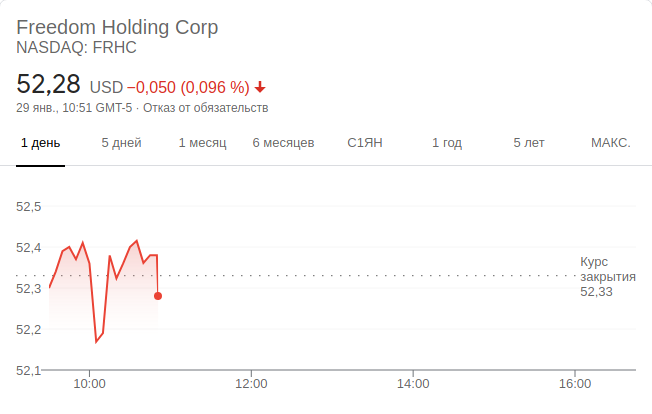 Freedom Holding Corp
NASDAQ: FRHC
52,28 USD −0,050 (0,096 %)
29 янв., 10:51 GMT-5 · Отказ от обязательств
1 день 5 дней 1 месяц 6 месяцев С1ЯН 1 год 5 лет МАКС.
52,5
52,4
Курс
закрытия
52,33
52,3
52,2
52,1
10:00 12:00 14:00 16:00